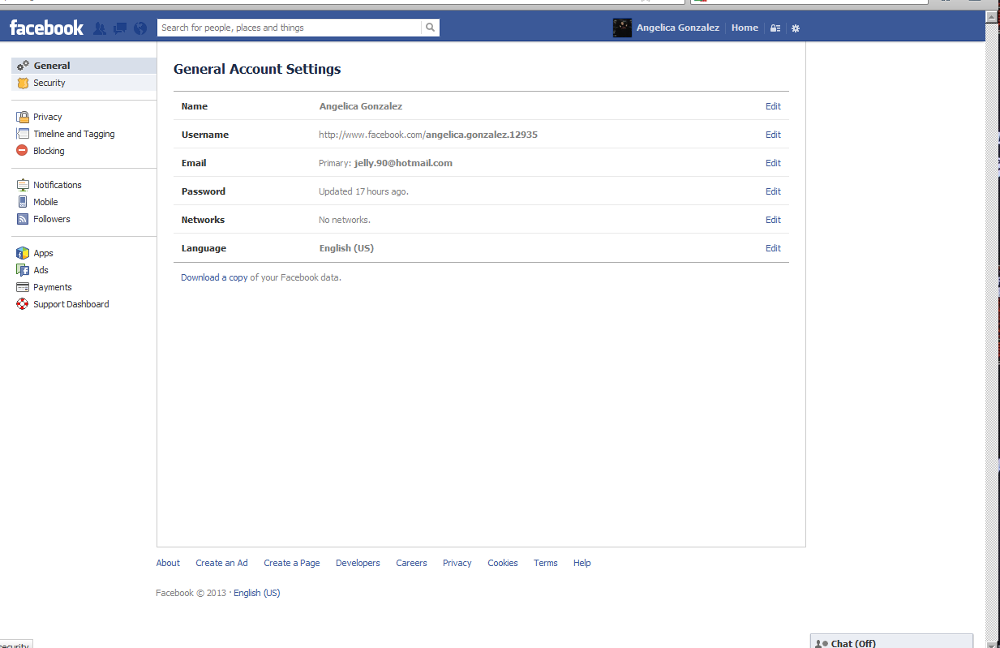 facebook
Search for people, places and things
Angelica Gonzalez Home
General
Security
Privacy
Timeline and Tagging
Blocking
Notifications
Mobile
Followers
Apps
Ads
Payments
Support Dashboard
General Account Settings
Name Angelica Gonzalez Edit
Username http://www.facebook.com/angelica.gonzalez.12935 Edit
Email Primary: jelly.90@hotmail.com Edit
Password Updated 17 hours ago. Edit
Networks No networks. Edit
Language English (US) Edit
Download a copy of your Facebook data.
About Create an Ad Create a Page Developers Careers Privacy Cookies Terms Help
Facebook © 2013 · English (US)
Chat (Off)